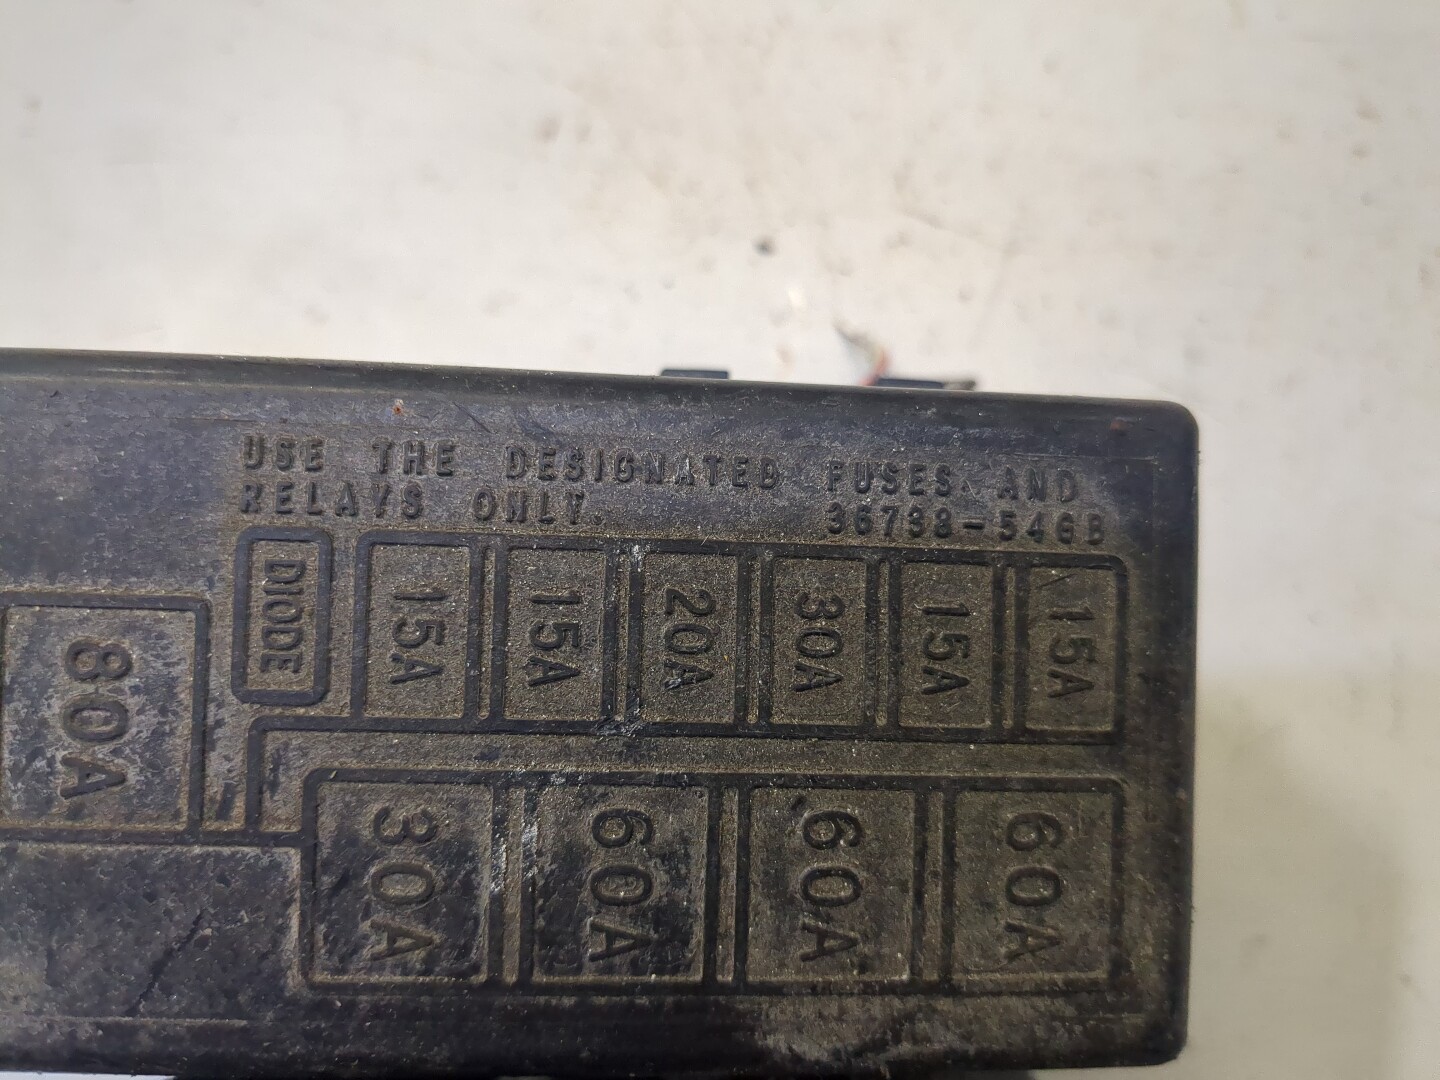 USE THE DESIGNATED FUSES AND
RELAYS ONLY. 36738-54GB
DIODE 15A 15A 20A 30A 15A 15A
80A
30A 60A 60A 60A